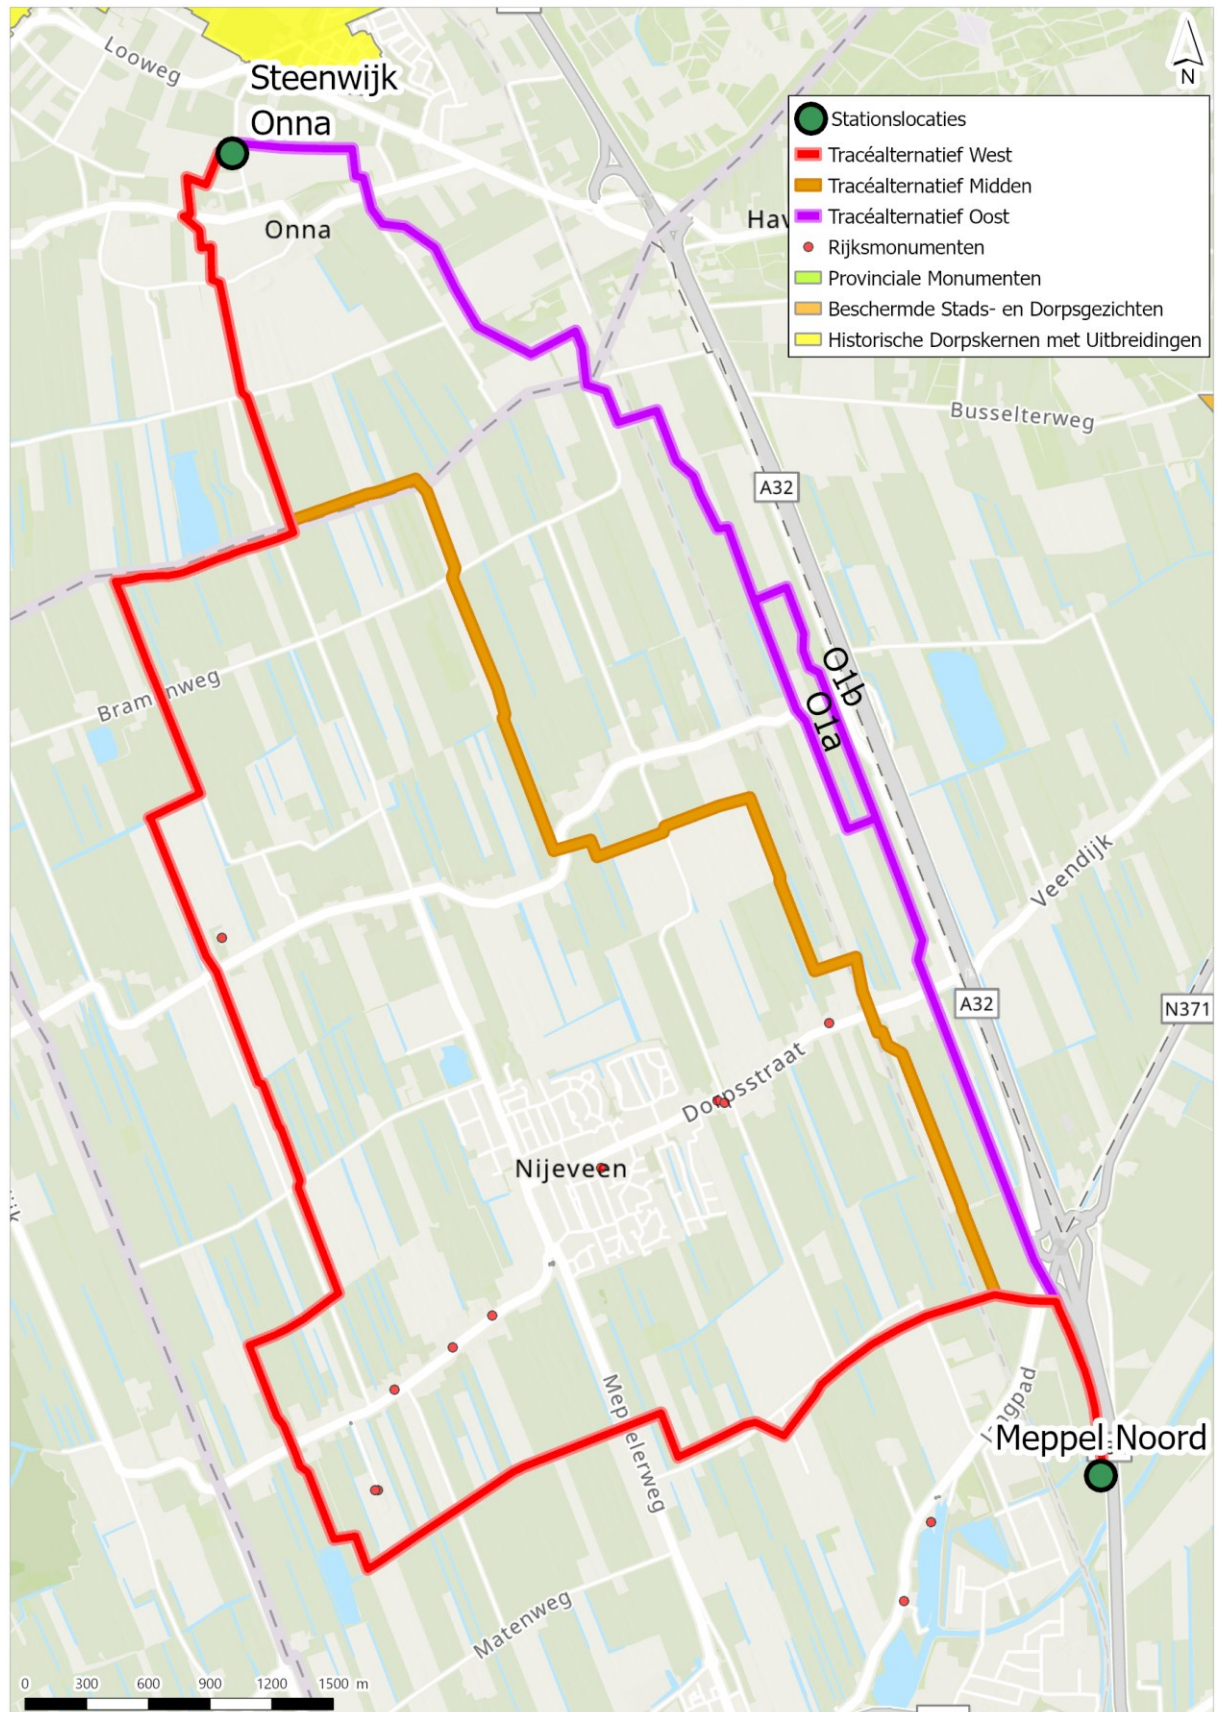 Looweg
Steenwijk
Onna
N
Stationslocaties
Tracéalternatief West
Tracéalternatief Midden
Tracéalternatief Oost
Rijksmonumenten
Provinciale Monumenten
Beschermde Stads- en Dorpsgezichten
Historische Dorpskernen met Uitbreidingen
Onna
Hav
Busselterweg
A32
O1b
O1a
Veendijk
A32
N371
Dorpsstraat
Nijeveen
Meppelerweg
ngpad
Meppel Noord
Matenweg
0 300 600 900 1200 1500 m